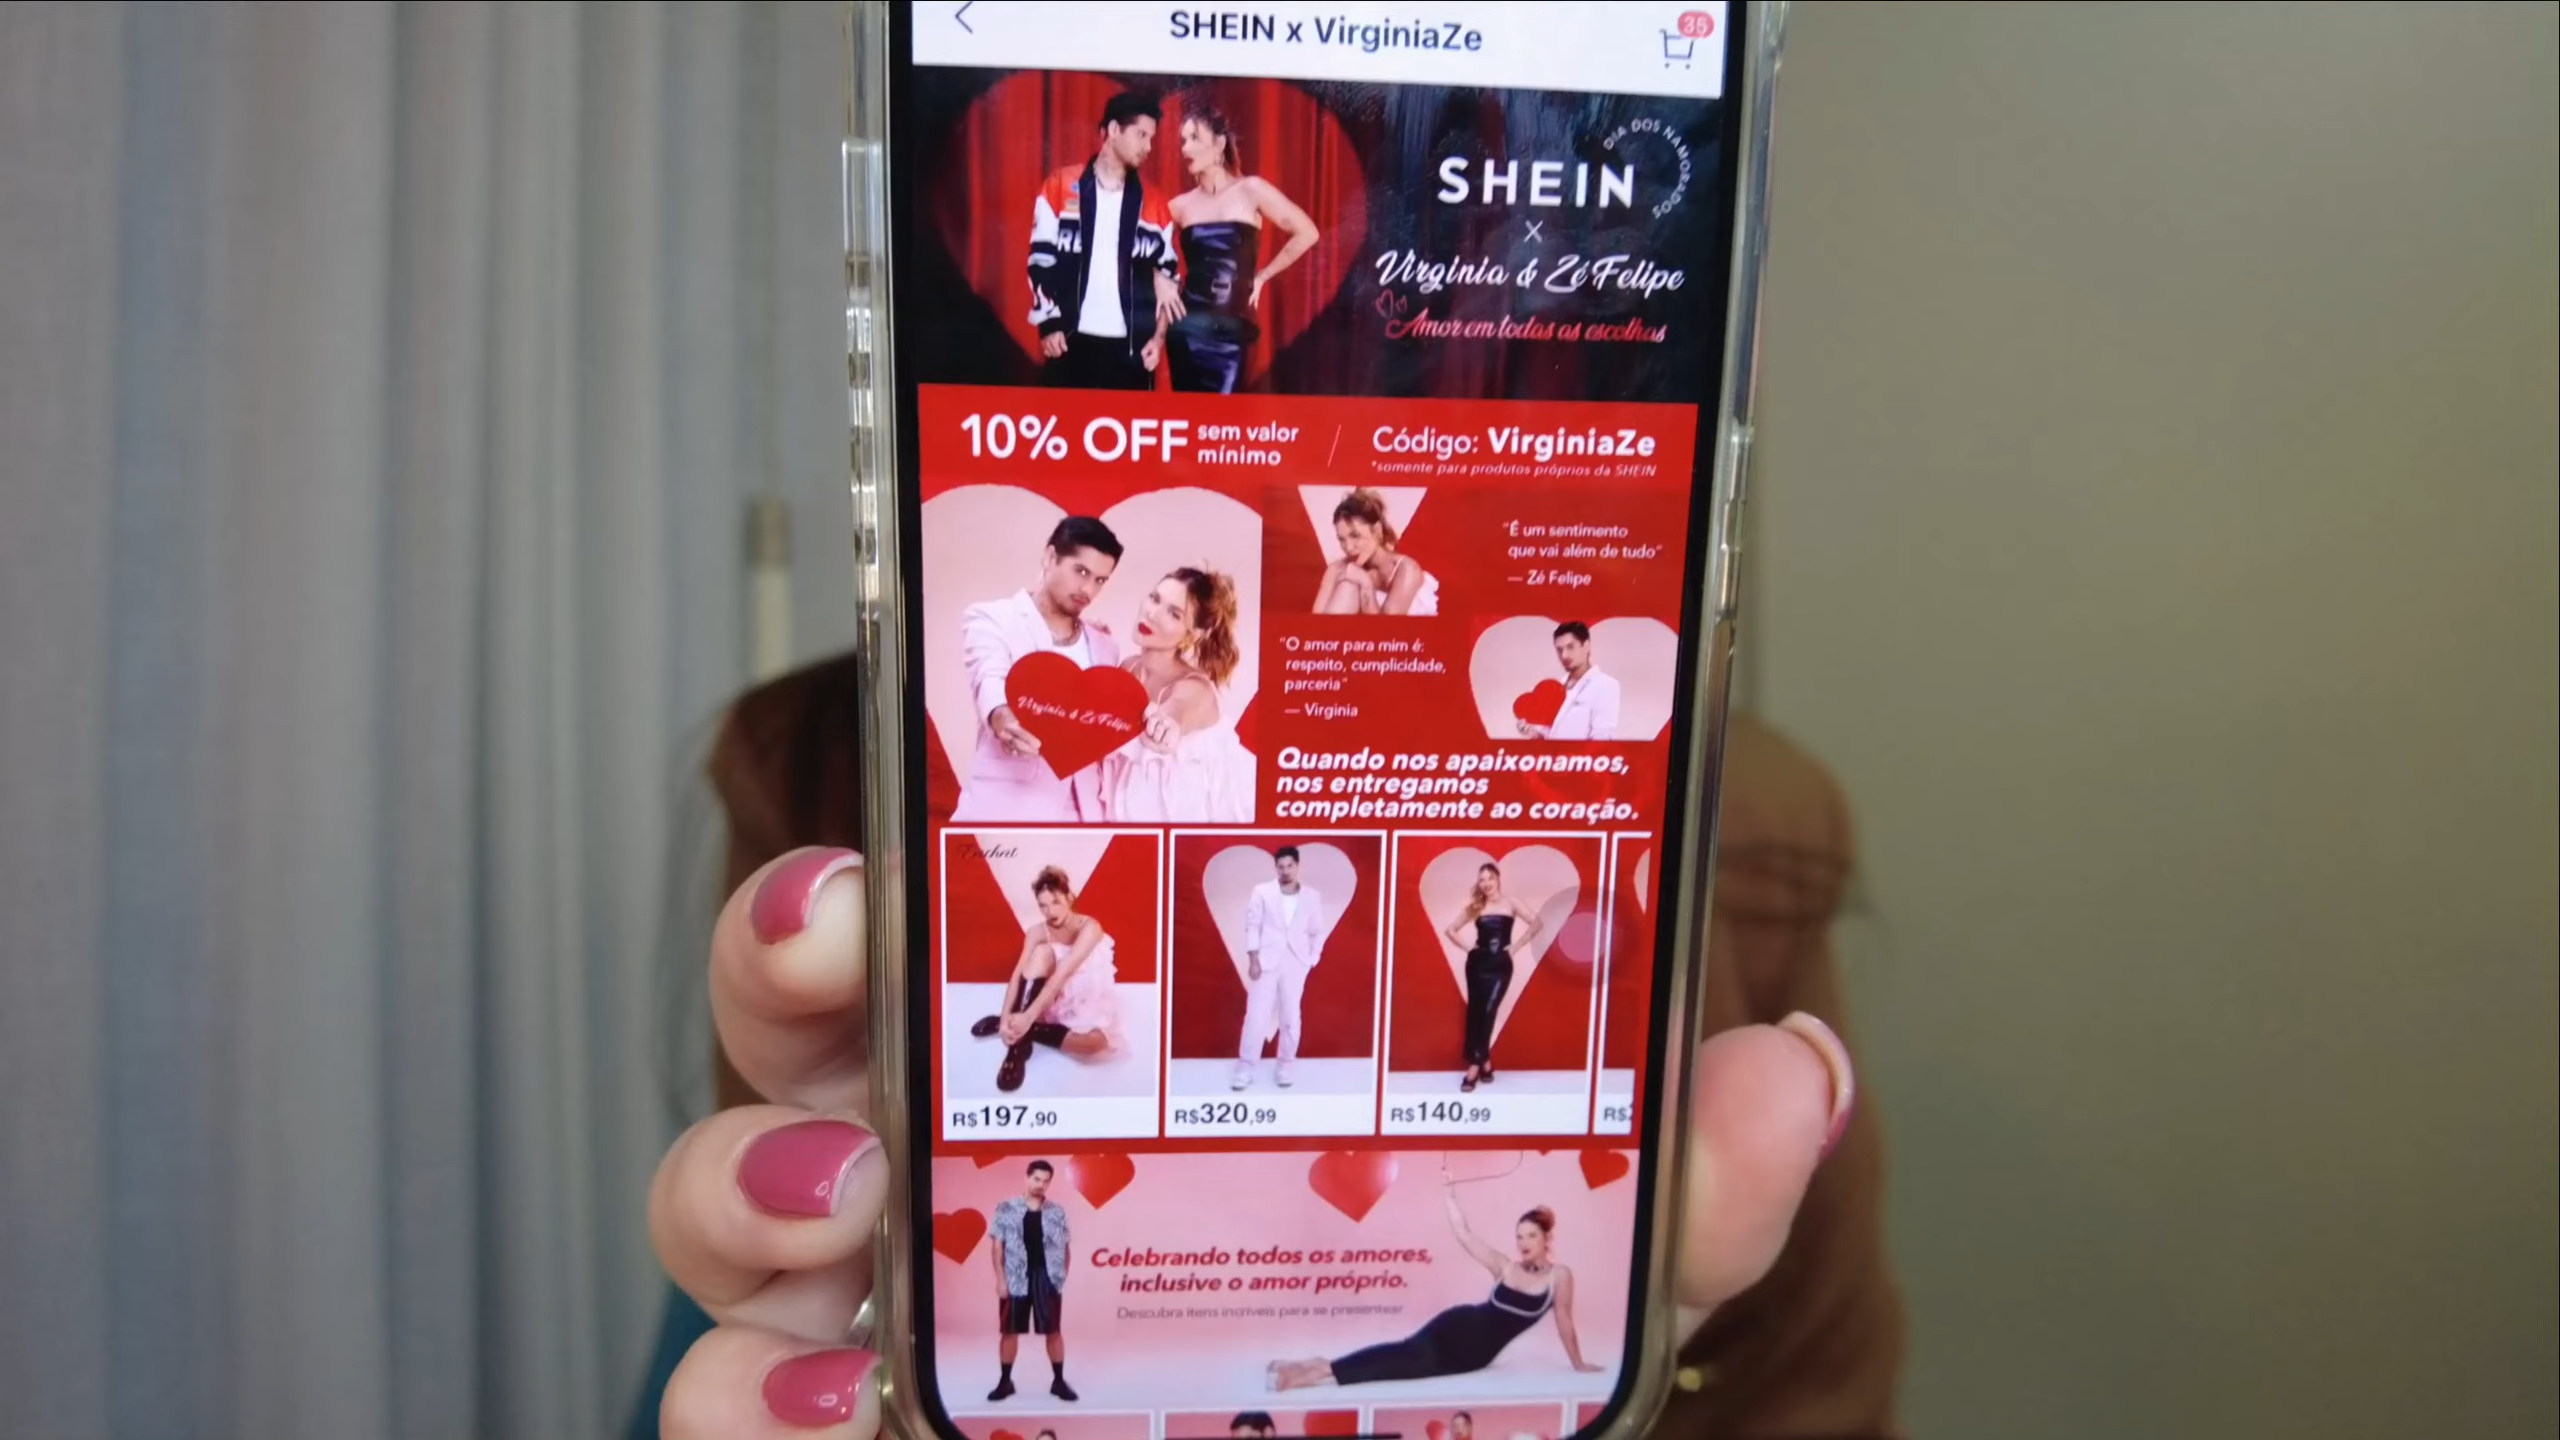 SHEIN x VirginiaZe
35
DIA DOS NAMORADOS
SHEIN
X
Virginia & Zé Felipe
Amor em todas as escolhas
10% OFF sem valor
mínimo
Código: VirginiaZe
*somente para produtos próprios da SHEIN
"É um sentimento
que vai além de tudo"
— Zé Felipe
Virginia & Zé Felipe
"O amor para mim é:
respeito, cumplicidade,
parceria"
— Virginia
Quando nos apaixonamos,
nos entregamos
completamente ao coração.
R$197,90
R$320,99
R$140,99
R$
Celebrando todos os amores,
inclusive o amor próprio.
Descubra itens incríveis para se presentear